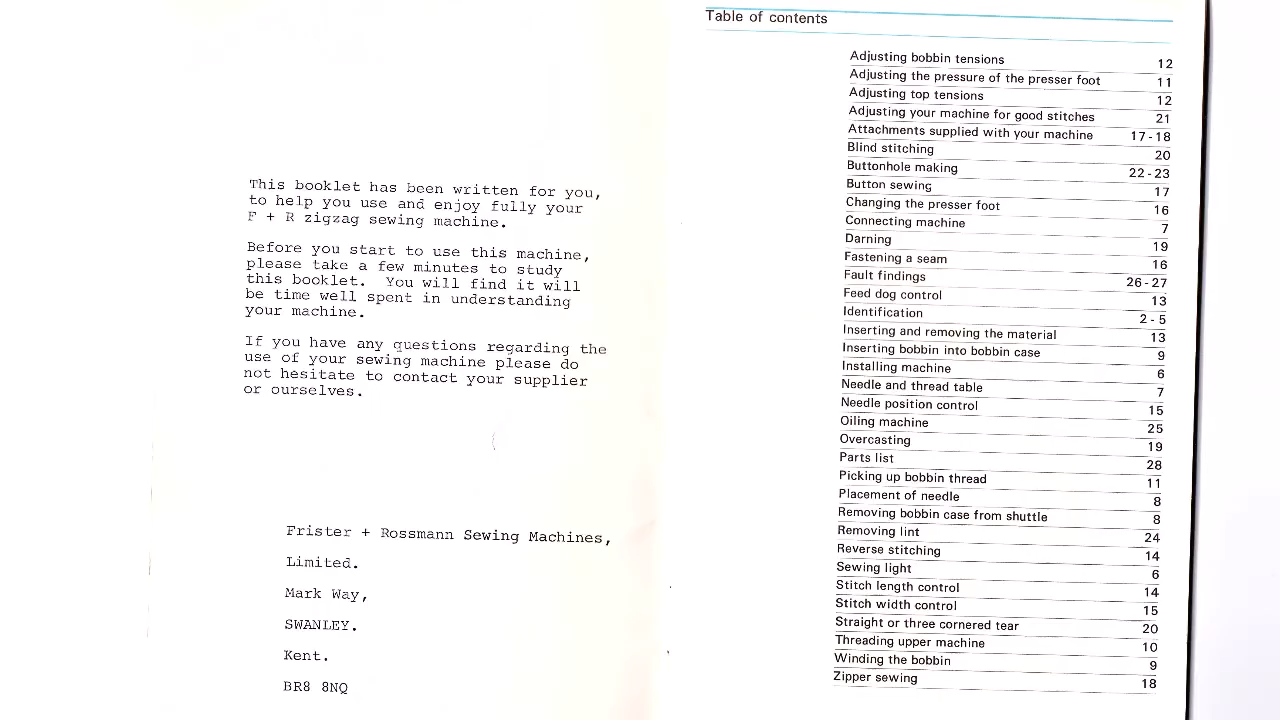 This booklet has been written for you,
to help you use and enjoy fully your
F + R zigzag sewing machine.
Before you start to use this machine,
please take a few minutes to study
this booklet. You will find it will
be time well spent in understanding
your machine.
If you have any questions regarding the
use of your sewing machine please do
not hesitate to contact your supplier
or ourselves.
Frister + Rossmann Sewing Machines,
Limited.
Mark Way,
SWANLEY.
Kent.
BR8 8NQ
Table of contents
Adjusting bobbin tensions 12
Adjusting the pressure of the presser foot 11
Adjusting top tensions 12
Adjusting your machine for good stitches 21
Attachments supplied with your machine 17-18
Blind stitching 20
Buttonhole making 22-23
Button sewing 17
Changing the presser foot 16
Connecting machine 7
Darning 19
Fastening a seam 16
Fault findings 26-27
Feed dog control 13
Identification 2-5
Inserting and removing the material 13
Inserting bobbin into bobbin case 9
Installing machine 6
Needle and thread table 7
Needle position control 15
Oiling machine 25
Overcasting 19
Parts list 28
Picking up bobbin thread 11
Placement of needle 8
Removing bobbin case from shuttle 8
Removing lint 24
Reverse stitching 14
Sewing light 6
Stitch length control 14
Stitch width control 15
Straight or three cornered tear 20
Threading upper machine 10
Winding the bobbin 9
Zipper sewing 18